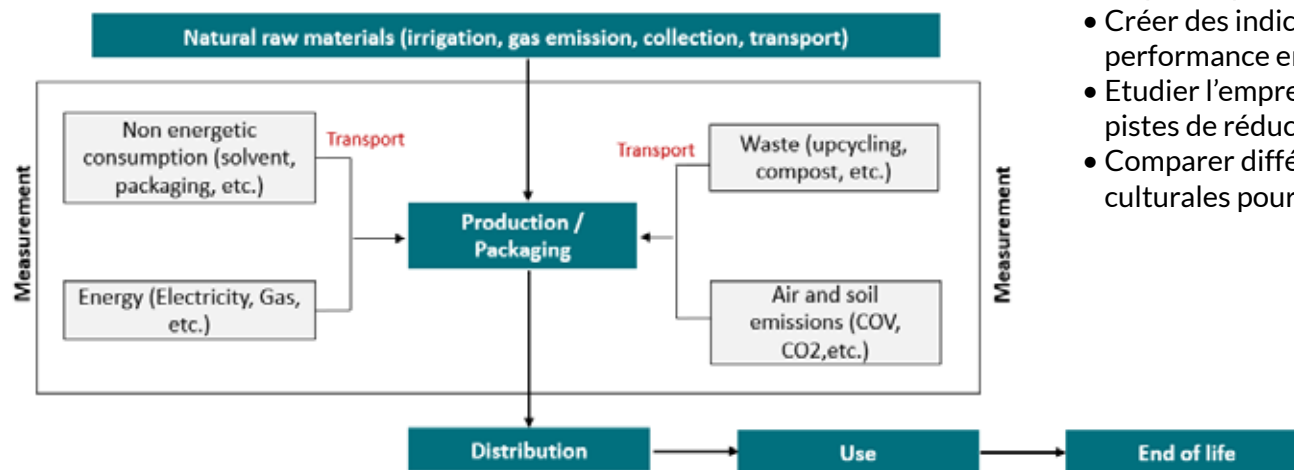 Natural raw materials (irrigation, gas emission, collection, transport)
Measurement
Non energetic
consumption (solvent,
packaging, etc.)
Transport
Energy (Electricity, Gas,
etc.)
Production /
Packaging
Transport
Waste (upcycling,
compost, etc.)
Air and soil
emissions (COV,
CO2,etc.)
Measurement
Distribution
Use
End of life
• Créer des indic
performance e
• Etudier l’empre
pistes de réduc
• Comparer diffé
culturales pour